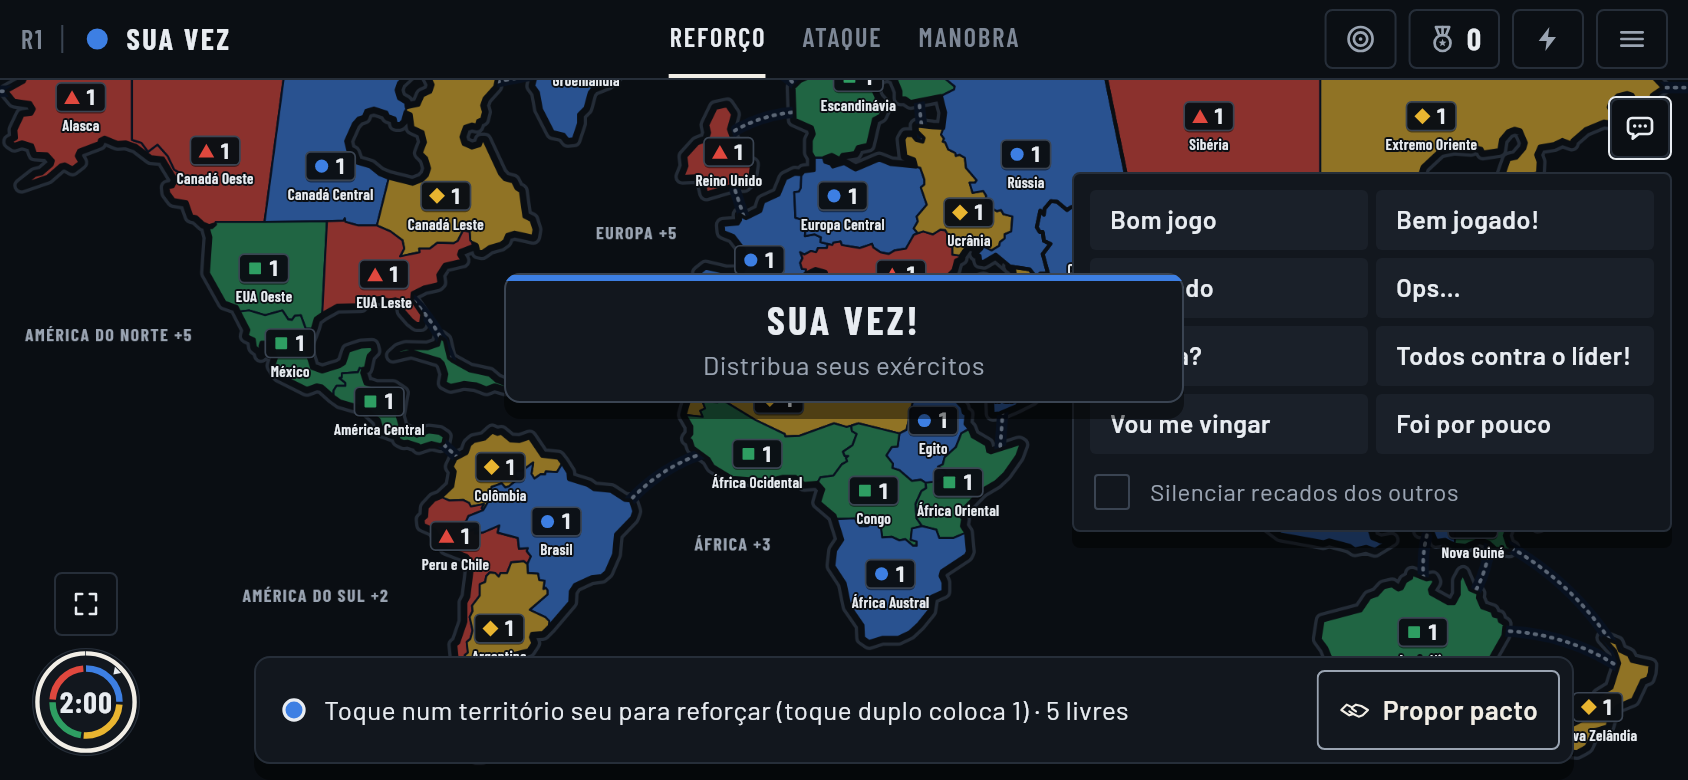 R1
SUA VEZ
REFORÇO
ATAQUE
MANOBRA
0
Groenlândia
1
Alasca
1
Canadá Oeste
1
Canadá Central
1
Canadá Leste
1
Reino Unido
1
Escandinávia
1
Europa Central
1
Rússia
1
Ucrânia
1
Sibéria
1
Extremo Oriente
EUROPA +5
1
1
1
EUA Oeste
1
EUA Leste
AMÉRICA DO NORTE +5
1
México
1
América Central
SUA VEZ!
Distribua seus exércitos
Bom jogo
Bem jogado!
do
Ops...
a?
Todos contra o líder!
Vou me vingar
Foi por pouco
Silenciar recados dos outros
1
Colômbia
1
Brasil
1
Peru e Chile
1
Argentina
AMÉRICA DO SUL +2
1
1
Egito
1
África Ocidental
1
Congo
1
África Oriental
1
África Austral
ÁFRICA +3
Nova Guiné
1
1
va Zelândia
2:00
Toque num território seu para reforçar (toque duplo coloca 1) · 5 livres
Propor pacto